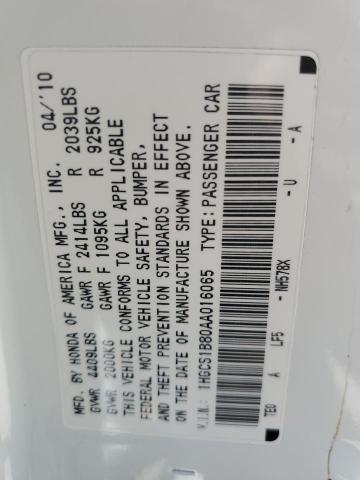 MFD. BY HONDA OF AMERICA MFG., INC. 04/'10
GVWR 4409LBS GAWR F 2414LBS R 2039LBS
GVWR 2000KG GAWR F 1095KG R 925KG
THIS VEHICLE CONFORMS TO ALL APPLICABLE
FEDERAL MOTOR VEHICLE SAFETY, BUMPER,
AND THEFT PREVENTION STANDARDS IN EFFECT
ON THE DATE OF MANUFACTURE SHOWN ABOVE.
V.I.N.: 1HGCS1B80AA016065 TYPE: PASSENGER CAR
TE0 A LF5 - NH578X - U - A